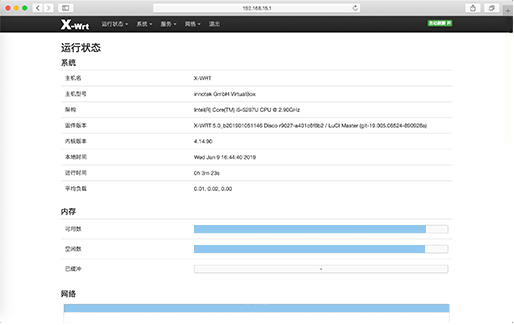 192.168.15.1
X-Wrt 运行状态 系统 服务 网络 退出 自动刷新 开
运行状态
系统
主机名 X-WRT
主机型号 innotek GmbH VirtualBox
架构 Intel(R) Core(TM) i5-5287U CPU @ 2.90GHz
固件版本 X-WRT 5.0_b201901051146 Disco r9027-a401c6f8b2 / LuCI Master (git-19.005.06524-890928a)
内核版本 4.14.90
本地时间 Wed Jan 9 16:44:40 2019
运行时间 0h 3m 23s
平均负载 0.01, 0.02, 0.00
内存
可用数
空闲数
已缓冲 -
网络